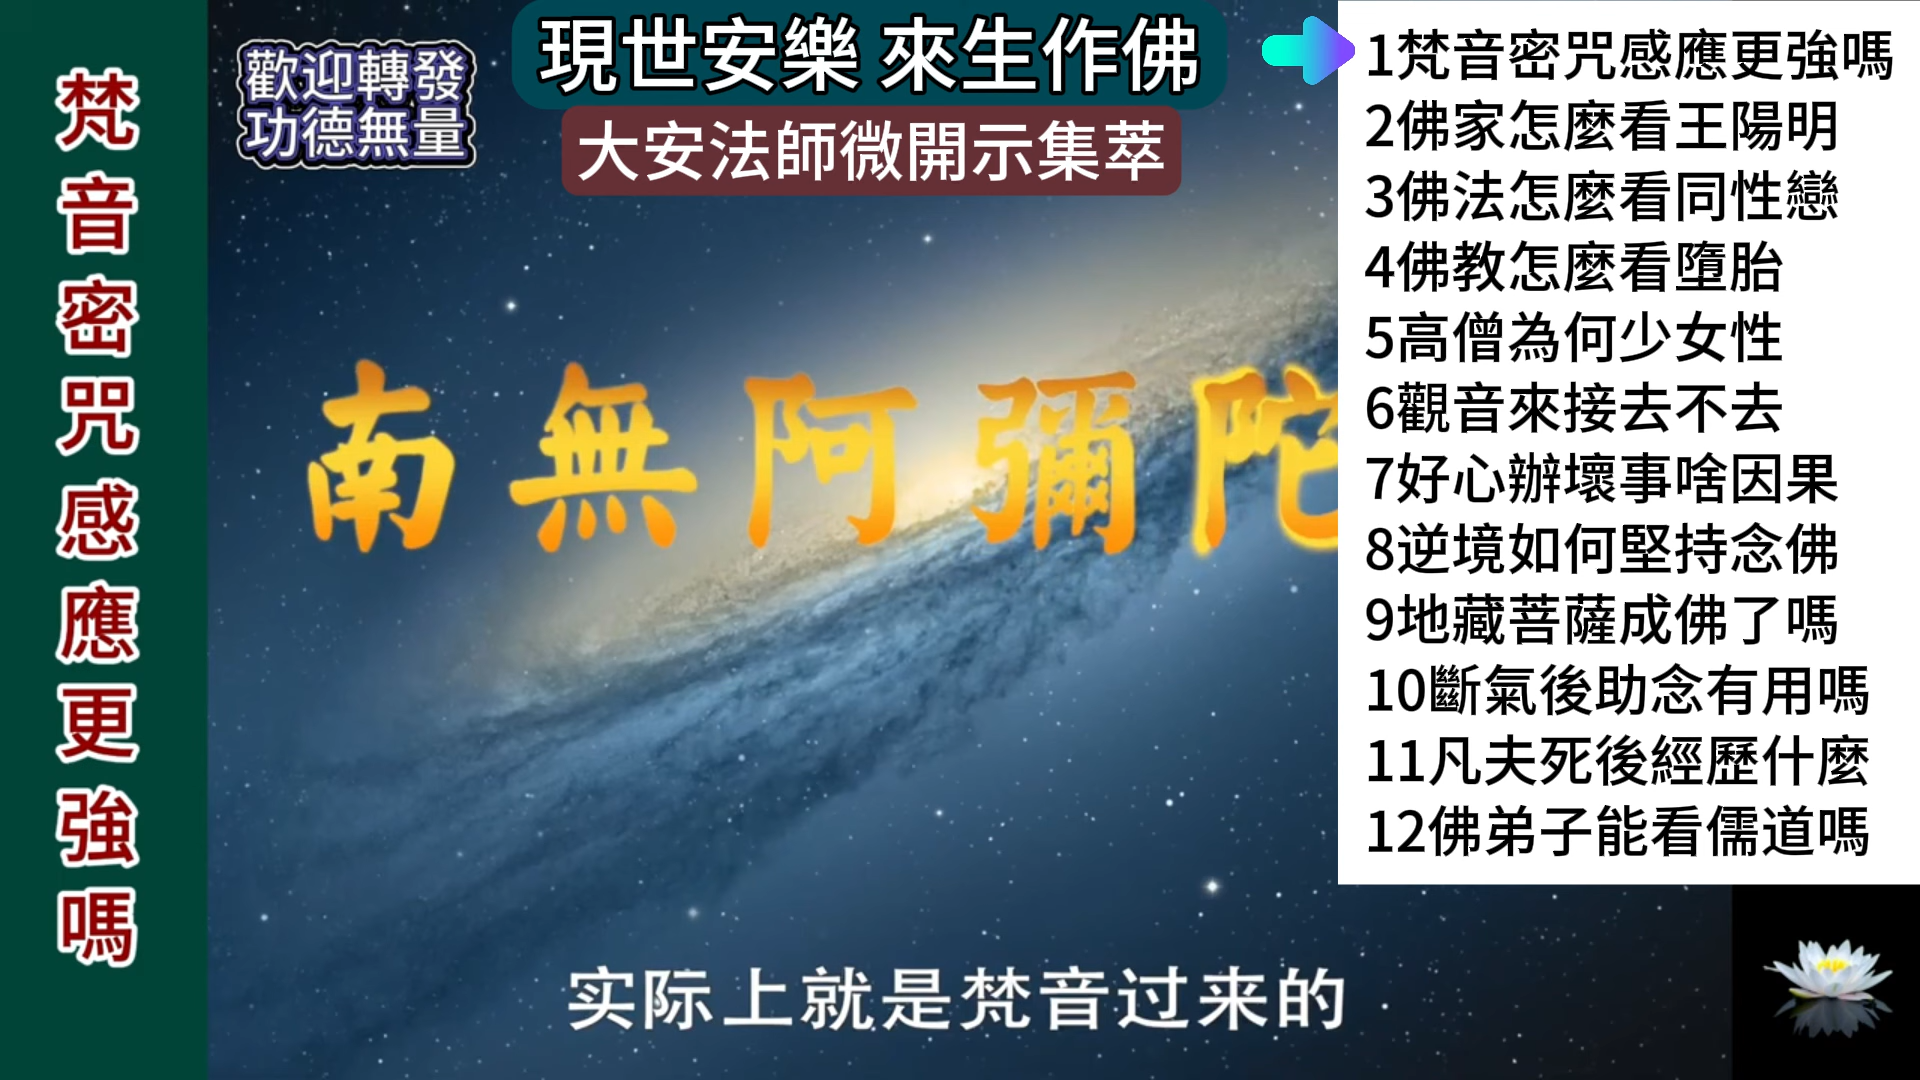 梵音密咒感應更強嗎
歡迎轉發
功德無量
現世安樂 來生作佛
大安法師微開示集萃
南無阿彌陀
1梵音密咒感應更強嗎
2佛家怎麼看王陽明
3佛法怎麼看同性戀
4佛教怎麼看墮胎
5高僧為何少女性
6觀音來接去不去
7好心辦壞事啥因果
8逆境如何堅持念佛
9地藏菩薩成佛了嗎
10斷氣後助念有用嗎
11凡夫死後經歷什麼
12佛弟子能看儒道嗎
实际上就是梵音过来的